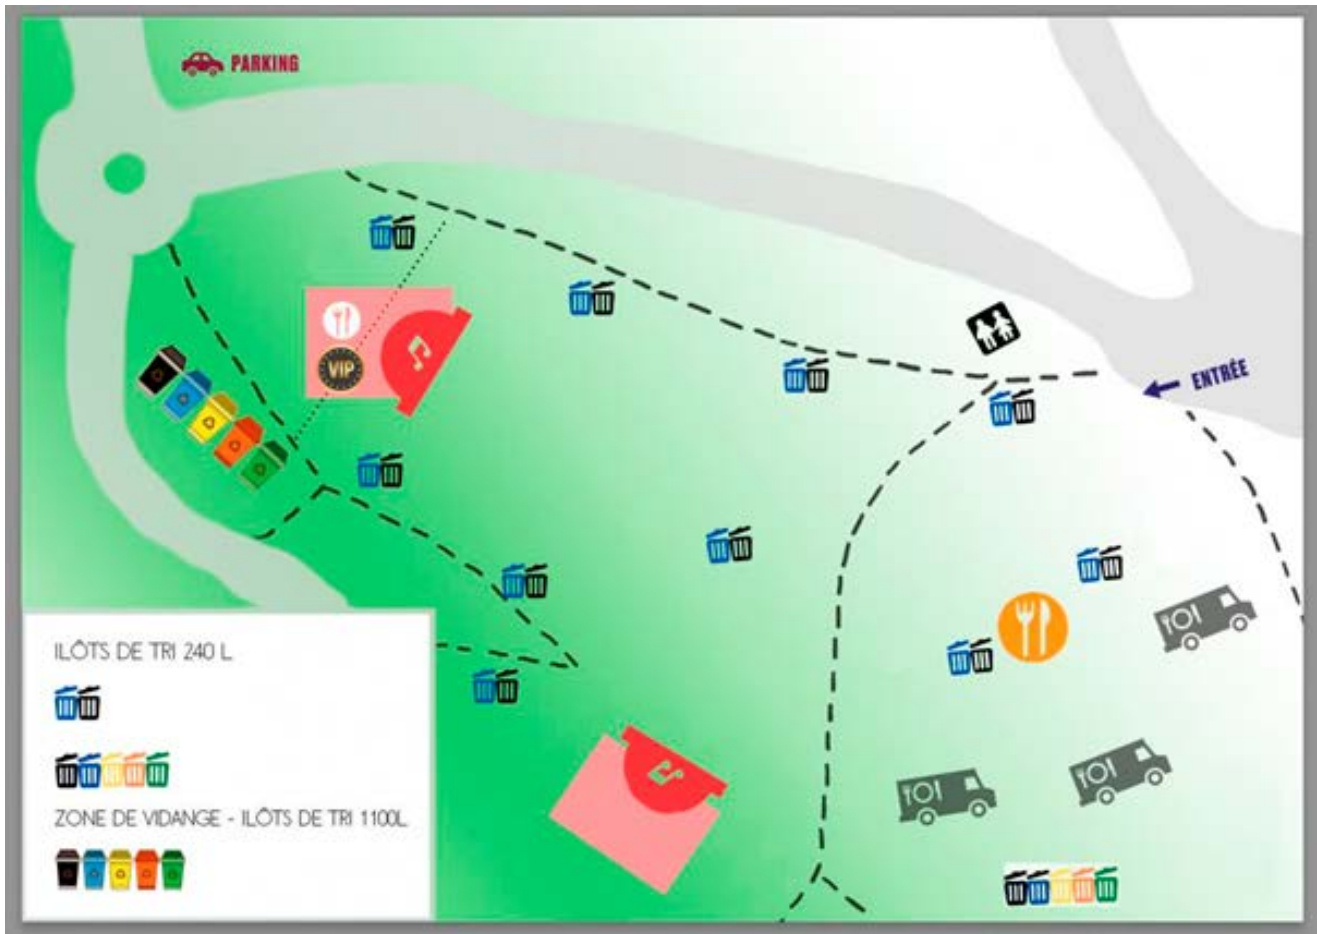 PARKING
VIP
ENTRÉE
ILÔTS DE TRI 240 L
ZONE DE VIDANGE - ILÔTS DE TRI 1100L